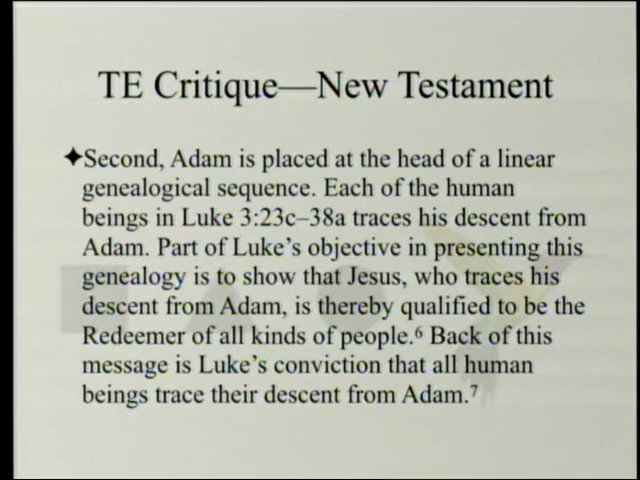 TE Critique—New Testament
✦Second, Adam is placed at the head of a linear
genealogical sequence. Each of the human
beings in Luke 3:23c–38a traces his descent from
Adam. Part of Luke’s objective in presenting this
genealogy is to show that Jesus, who traces his
descent from Adam, is thereby qualified to be the
Redeemer of all kinds of people.⁶ Back of this
message is Luke’s conviction that all human
beings trace their descent from Adam.⁷